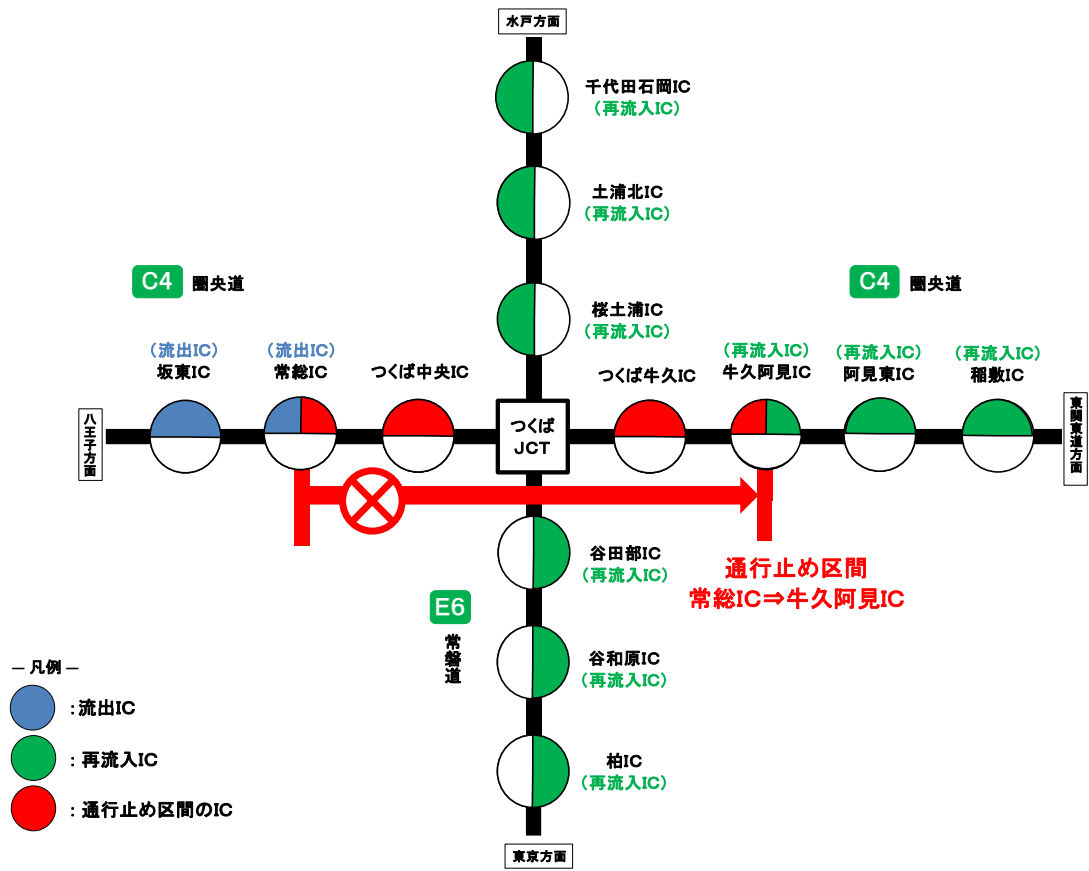 水戸方面
千代田石岡IC
(再流入IC)
土浦北IC
(再流入IC)
桜土浦IC
(再流入IC)
C4 圏央道
C4 圏央道
(流出IC)
坂東IC
(流出IC)
常総IC
つくば中央IC
つくば牛久IC
(再流入IC)
牛久阿見IC
(再流入IC)
阿見東IC
(再流入IC)
稲敷IC
八王子方面
つくば
JCT
東関東道方面
谷田部IC
(再流入IC)
通行止め区間
常総IC⇒牛久阿見IC
E6
常磐道
谷和原IC
(再流入IC)
柏IC
(再流入IC)
東京方面
― 凡例 ―
：流出IC
：再流入IC
：通行止め区間のIC